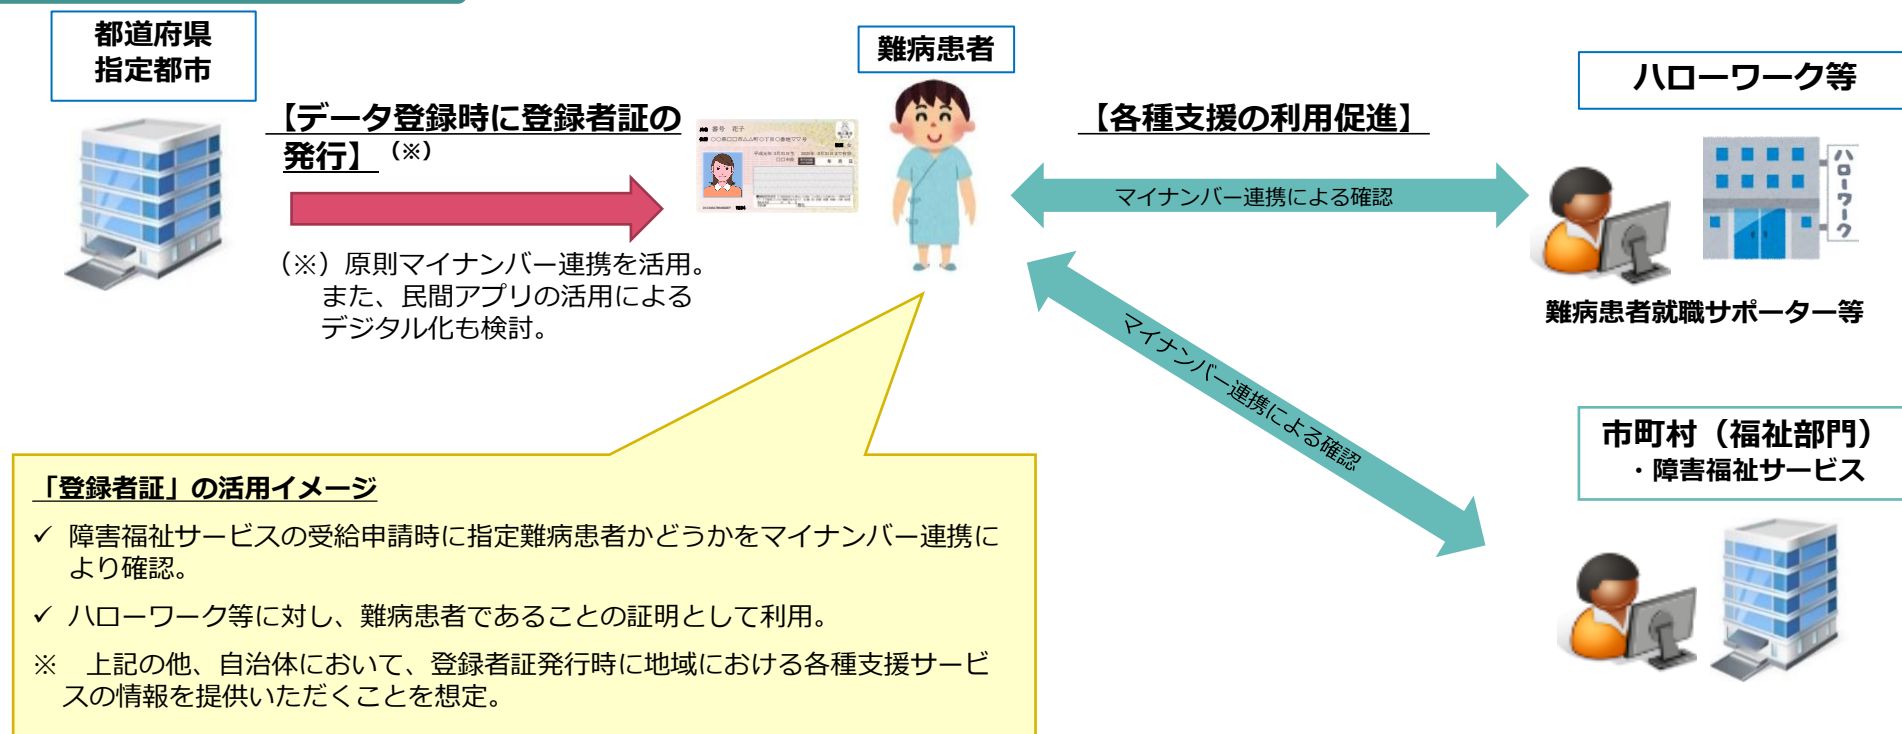 都道府県
指定都市
【データ登録時に登録者証の
発行】（※）
（※）原則マイナンバー連携を活用。
また、民間アプリの活用による
デジタル化も検討。
難病患者
番号 花子
【各種支援の利用促進】
マイナンバー連携による確認
マイナンバー連携による確認
ハローワーク等
ハローワーク
難病患者就職サポーター等
市町村（福祉部門）
・障害福祉サービス
「登録者証」の活用イメージ
✓ 障害福祉サービスの受給申請時に指定難病患者かどうかをマイナンバー連携に
より確認。
✓ ハローワーク等に対し、難病患者であることの証明として利用。
※　上記の他、自治体において、登録者証発行時に地域における各種支援サービ
スの情報を提供いただくことを想定。